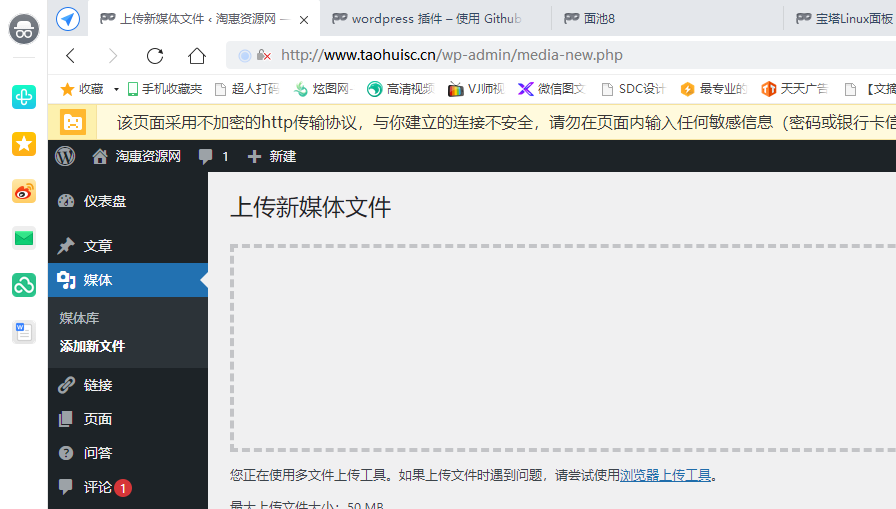 上传新媒体文件 ‹ 淘惠资源网 —
wordpress 插件 – 使用 Github
面池8
宝塔Linux面板
http://www.taohuisc.cn/wp-admin/media-new.php
收藏
手机收藏夹
超人打码
炫图网
高清视频
VJ师视
微信图文
SDC设计
最专业的
天天广告
【文摘
该页面采用不加密的http传输协议，与你建立的连接不安全，请勿在页面内输入任何敏感信息（密码或银行卡信
淘惠资源网
1
新建
仪表盘
上传新媒体文件
文章
媒体
媒体库
添加新文件
链接
页面
问答
您正在使用多文件上传工具。如果上传文件时遇到问题，请尝试使用浏览器上传工具。
评论 1
最大上传文件大小：50 MB